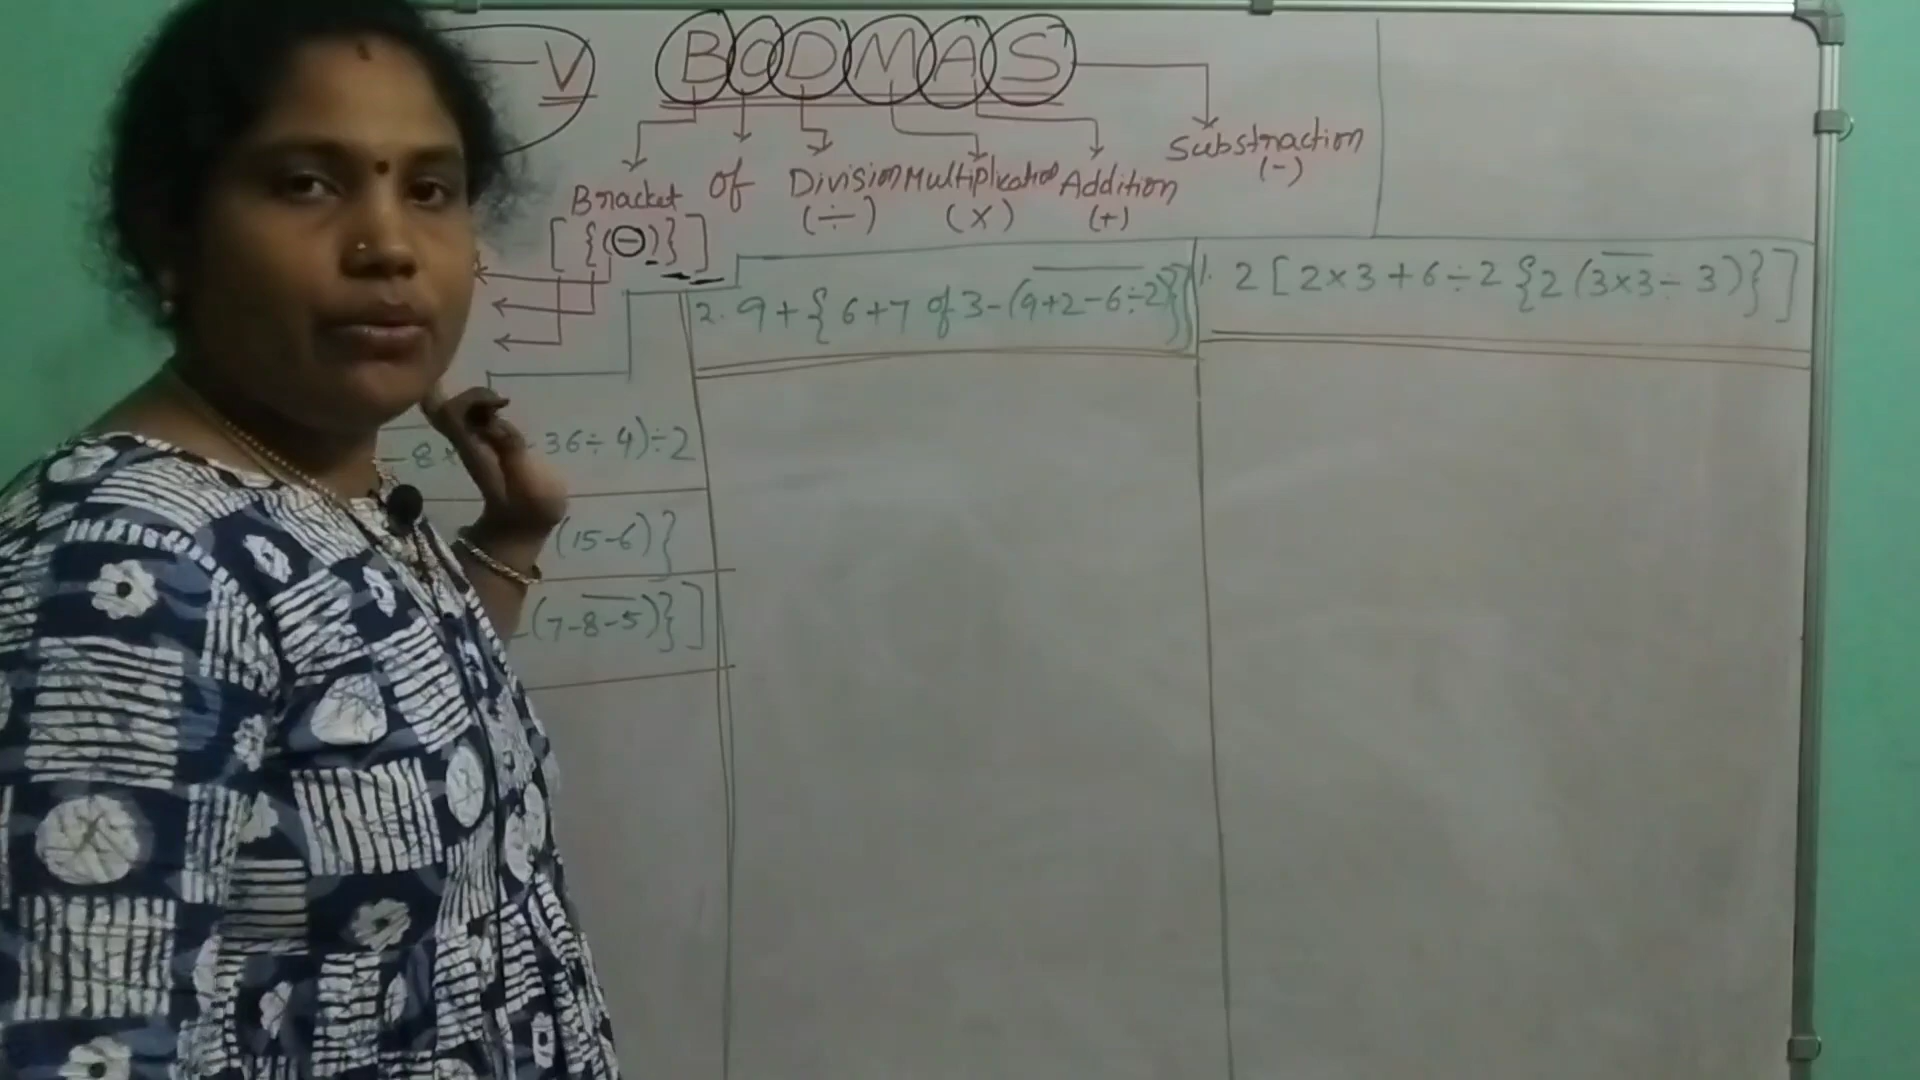 V
BODMAS
Bracket of Division Multiplication Addition Substraction
(÷) (×) (+) (-)
[{(–)}]
2. 9+{6+7 of 3-(9+2-6÷2)}
1. 2[2×3+6÷2{2(3×3÷3)}]
36÷4)÷2
(15-6)}
(7-8-5)}]